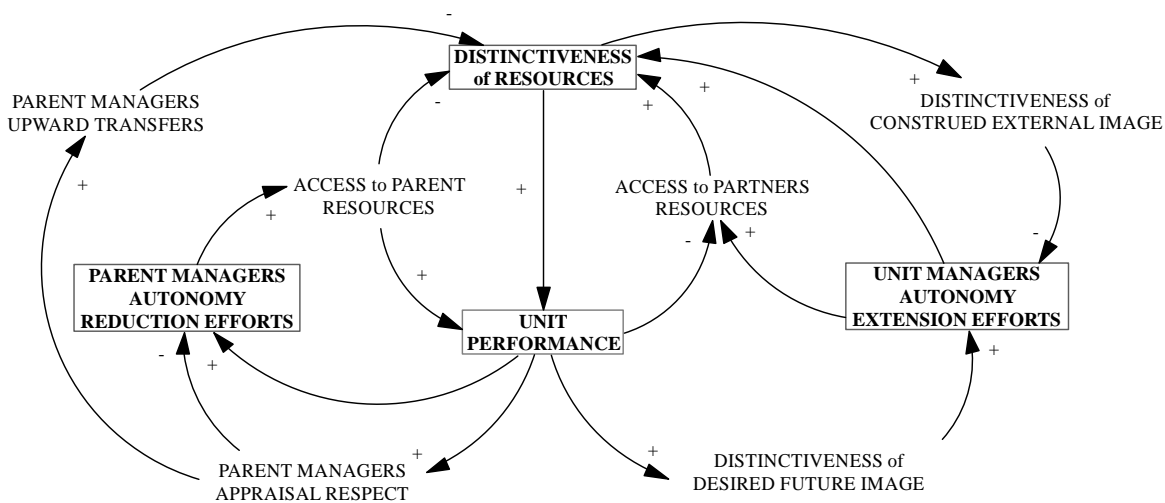 -
DISTINCTIVENESS
of RESOURCES
+
+
-
+
PARENT MANAGERS
UPWARD TRANSFERS
DISTINCTIVENESS of
CONSTRUED EXTERNAL IMAGE
+
+
ACCESS to PARENT
RESOURCES
ACCESS to PARTNERS
RESOURCES
+
+
-
-
+
PARENT MANAGERS
AUTONOMY
REDUCTION EFFORTS
UNIT MANAGERS
AUTONOMY
EXTENSION EFFORTS
+
UNIT
PERFORMANCE
-
+
+
+
+
PARENT MANAGERS
APPRAISAL RESPECT
DISTINCTIVENESS of
DESIRED FUTURE IMAGE